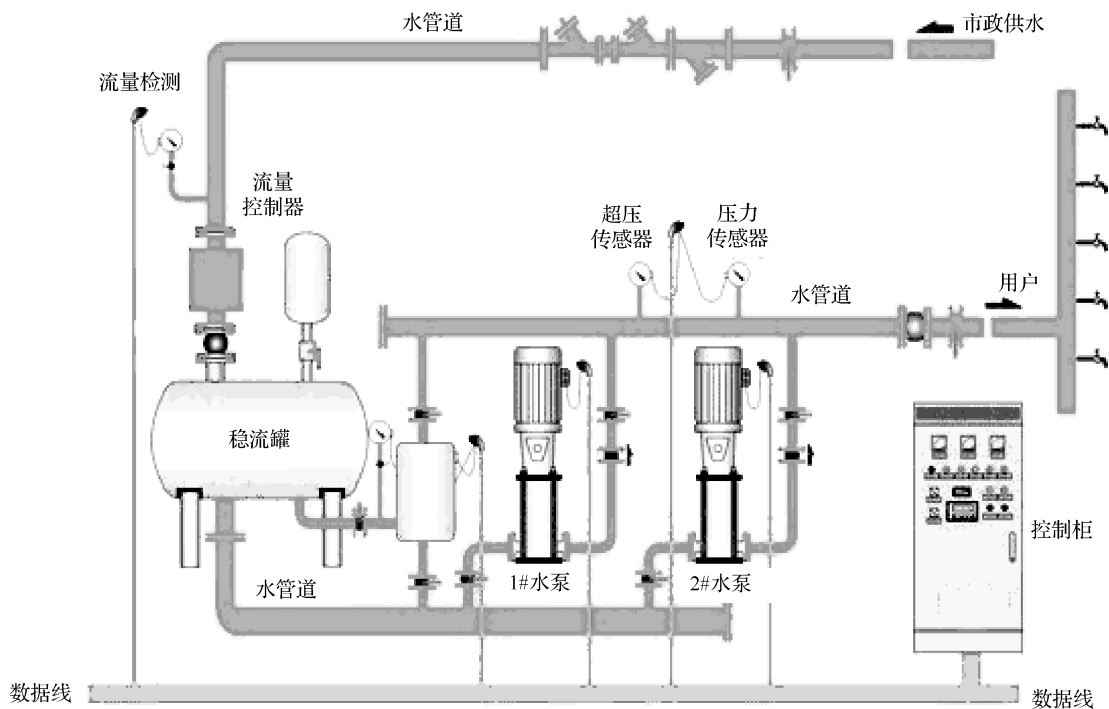 水管道
市政供水
流量检测
流量
控制器
超压
传感器
压力
传感器
水管道
用户
稳流罐
控制柜
1#水泵
2#水泵
水管道
数据线
数据线